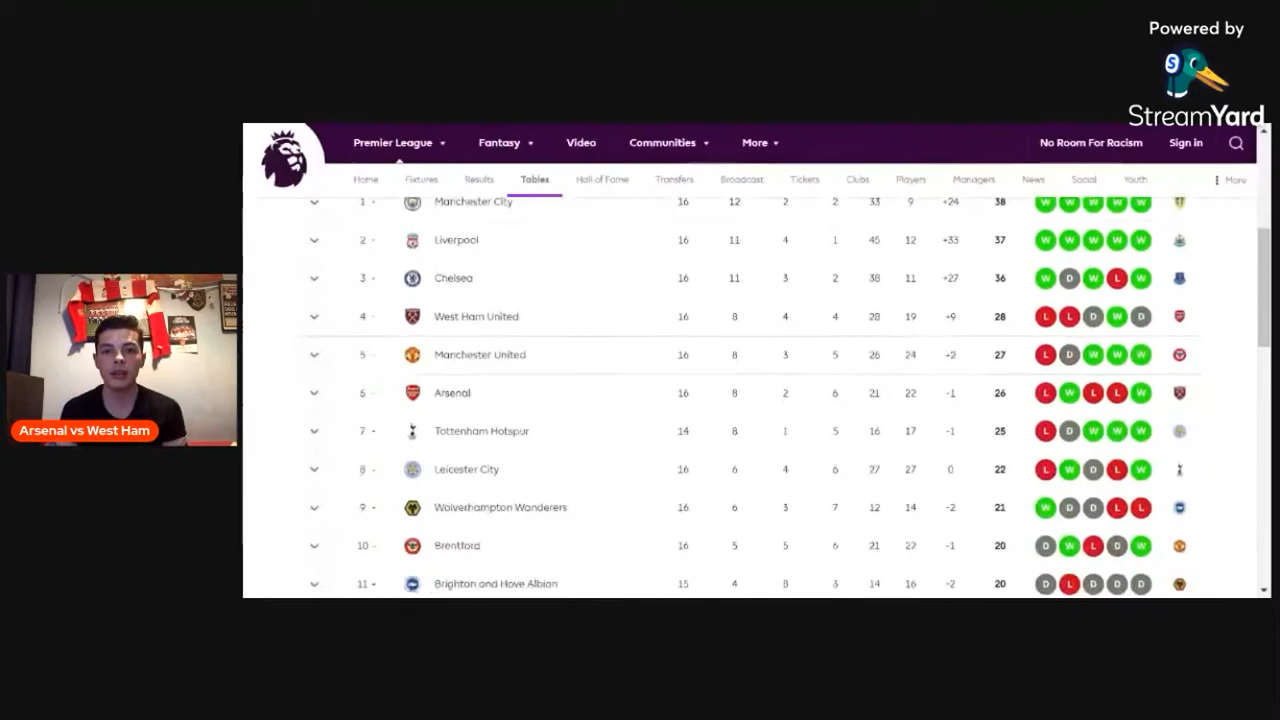 Powered by
StreamYard
Premier League Fantasy Video Communities More No Room For Racism Sign in
Home Fixtures Results Tables Hall of Fame Transfers Broadcast Tickets Clubs Players Managers News Social Youth More
1 Manchester City 16 12 2 2 33 9 +24 38 W W W W W
2 Liverpool 16 11 4 1 45 12 +33 37 W W W W W
3 Chelsea 16 11 3 2 38 11 +27 36 W D W L W
4 West Ham United 16 8 4 4 28 19 +9 28 L L D W D
5 Manchester United 16 8 3 5 26 24 +2 27 L D W W W
6 Arsenal 16 8 2 6 21 22 -1 26 L W L L W
7 Tottenham Hotspur 14 8 1 5 16 17 -1 25 L D W W W
8 Leicester City 16 6 4 6 27 27 0 22 L W D L W
9 Wolverhampton Wanderers 16 6 3 7 12 14 -2 21 W D D L L
10 Brentford 16 5 5 6 21 22 -1 20 D W L D W
11 Brighton and Hove Albion 15 4 8 3 14 16 -2 20 D L D D D
Arsenal vs West Ham